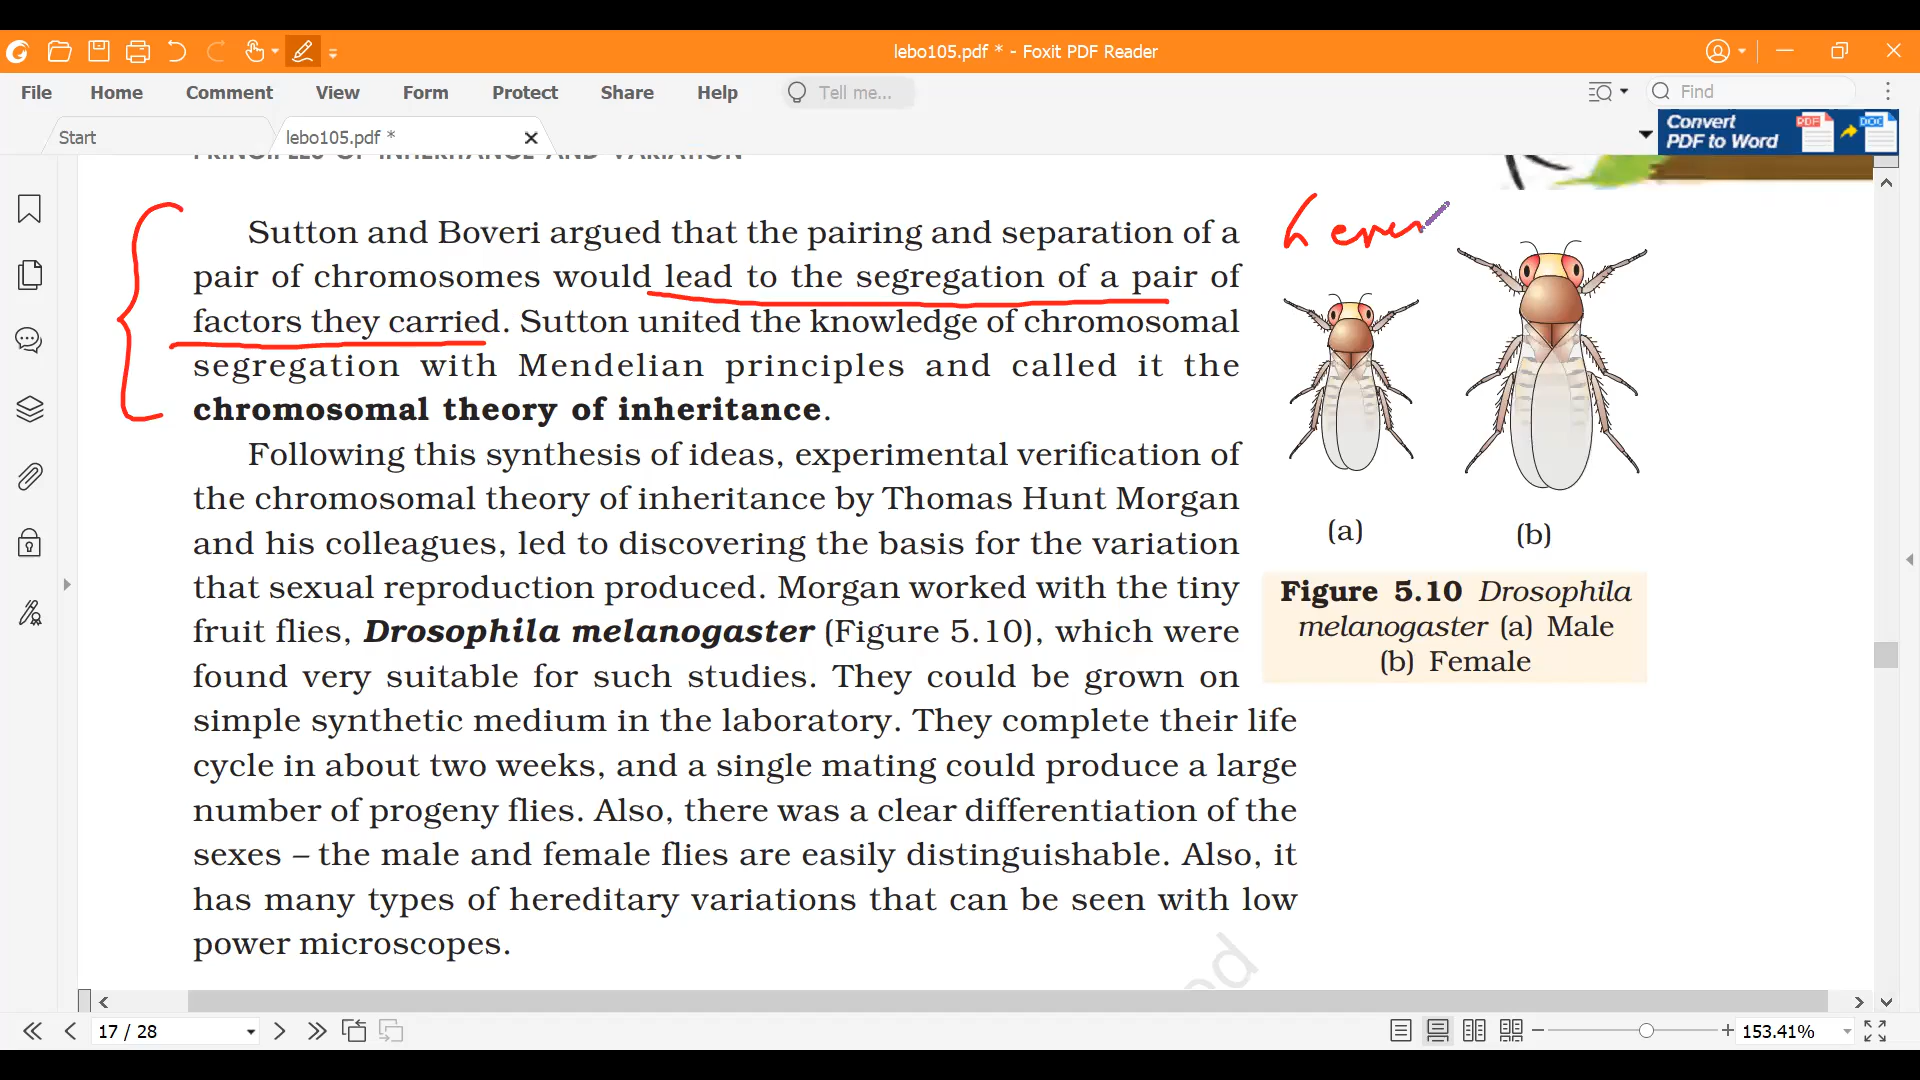 lebo105.pdf * - Foxit PDF Reader
File Home Comment View Form Protect Share Help Tell me... Find
Start lebo105.pdf *
Convert
PDF to Word
PDF DOC
PRINCIPLES OF INHERITANCE AND VARIATION
Sutton and Boveri argued that the pairing and separation of a
pair of chromosomes would lead to the segregation of a pair of
factors they carried. Sutton united the knowledge of chromosomal
segregation with Mendelian principles and called it the
chromosomal theory of inheritance.
Following this synthesis of ideas, experimental verification of
the chromosomal theory of inheritance by Thomas Hunt Morgan
and his colleagues, led to discovering the basis for the variation
that sexual reproduction produced. Morgan worked with the tiny
fruit flies, Drosophila melanogaster (Figure 5.10), which were
found very suitable for such studies. They could be grown on
simple synthetic medium in the laboratory. They complete their life
cycle in about two weeks, and a single mating could produce a large
number of progeny flies. Also, there was a clear differentiation of the
sexes – the male and female flies are easily distinguishable. Also, it
has many types of hereditary variations that can be seen with low
power microscopes.
(a) (b)
Figure 5.10 Drosophila
melanogaster (a) Male
(b) Female
17 / 28
153.41%